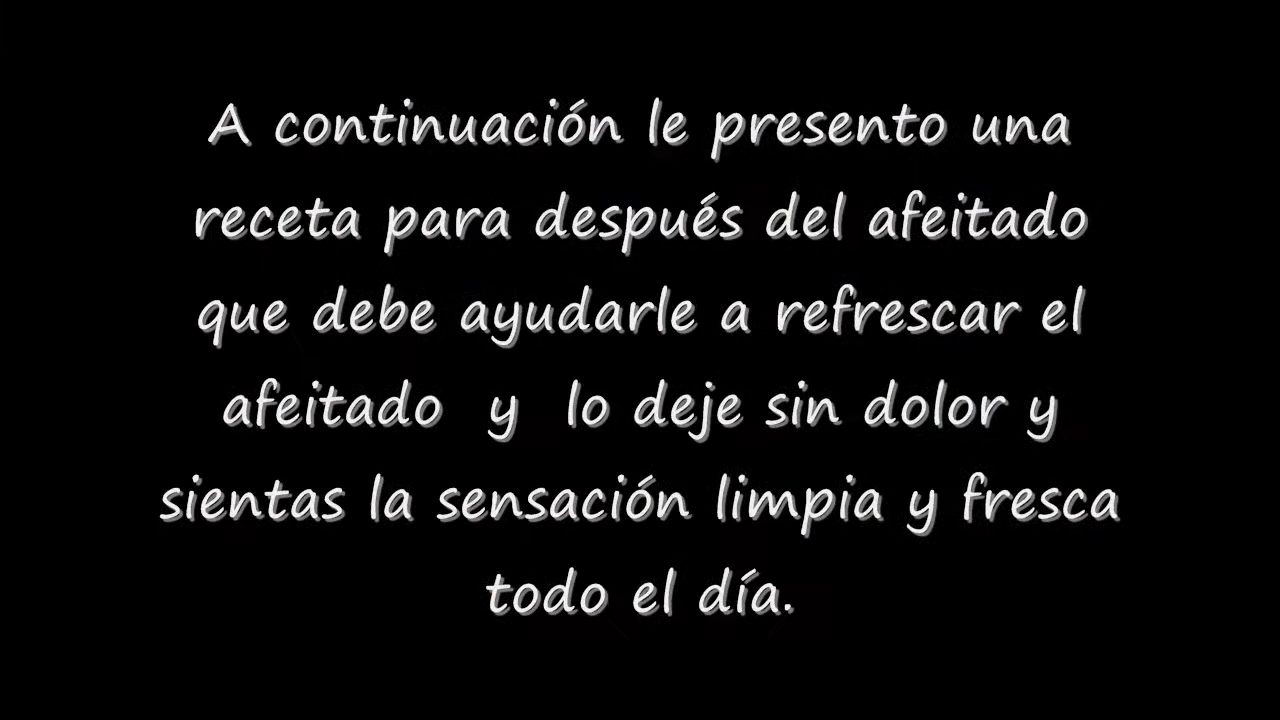 A continuación le presento una
receta para después del afeitado
que debe ayudarle a refrescar el
afeitado y lo deje sin dolor y
sientas la sensación limpia y fresca
todo el día.